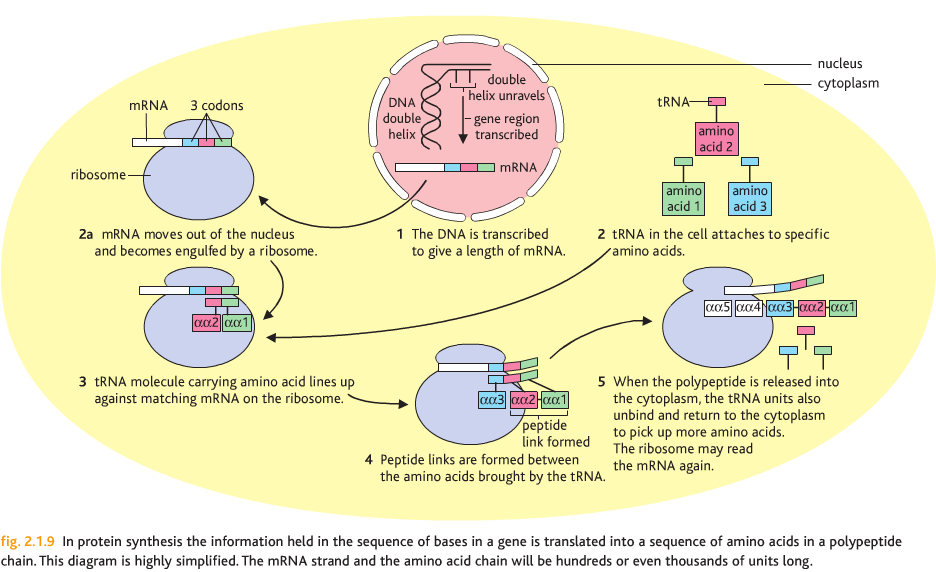 nucleus
cytoplasm
DNA
double
helix
double
helix unravels
gene region
transcribed
mRNA
mRNA
3 codons
ribosome
tRNA
amino
acid 2
amino
acid 1
amino
acid 3
1 The DNA is transcribed
to give a length of mRNA.
2a mRNA moves out of the nucleus
and becomes engulfed by a ribosome.
2 tRNA in the cell attaches to specific
amino acids.
αα2 αα1
3 tRNA molecule carrying amino acid lines up
against matching mRNA on the ribosome.
αα3 αα2 αα1
peptide
link formed
4 Peptide links are formed between
the amino acids brought by the tRNA.
αα5 αα4 αα3 αα2 αα1
5 When the polypeptide is released into
the cytoplasm, the tRNA units also
unbind and return to the cytoplasm
to pick up more amino acids.
The ribosome may read
the mRNA again.
fig. 2.1.9 In protein synthesis the information held in the sequence of bases in a gene is translated into a sequence of amino acids in a polypeptide
chain. This diagram is highly simplified. The mRNA strand and the amino acid chain will be hundreds or even thousands of units long.